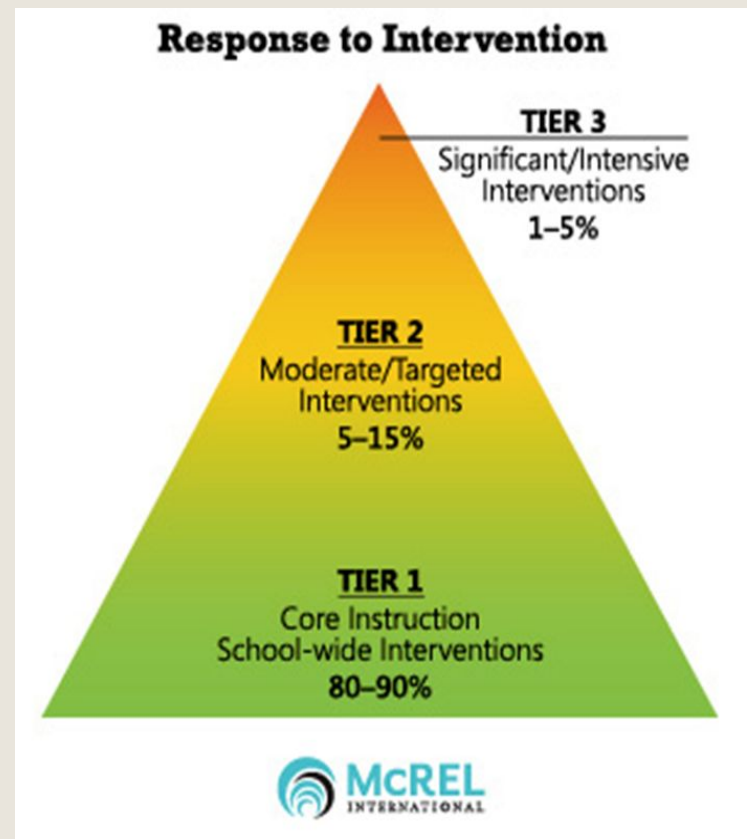 Response to Intervention
TIER 3
Significant/Intensive
Interventions
1–5%
TIER 2
Moderate/Targeted
Interventions
5–15%
TIER 1
Core Instruction
School-wide Interventions
80–90%
McREL
INTERNATIONAL